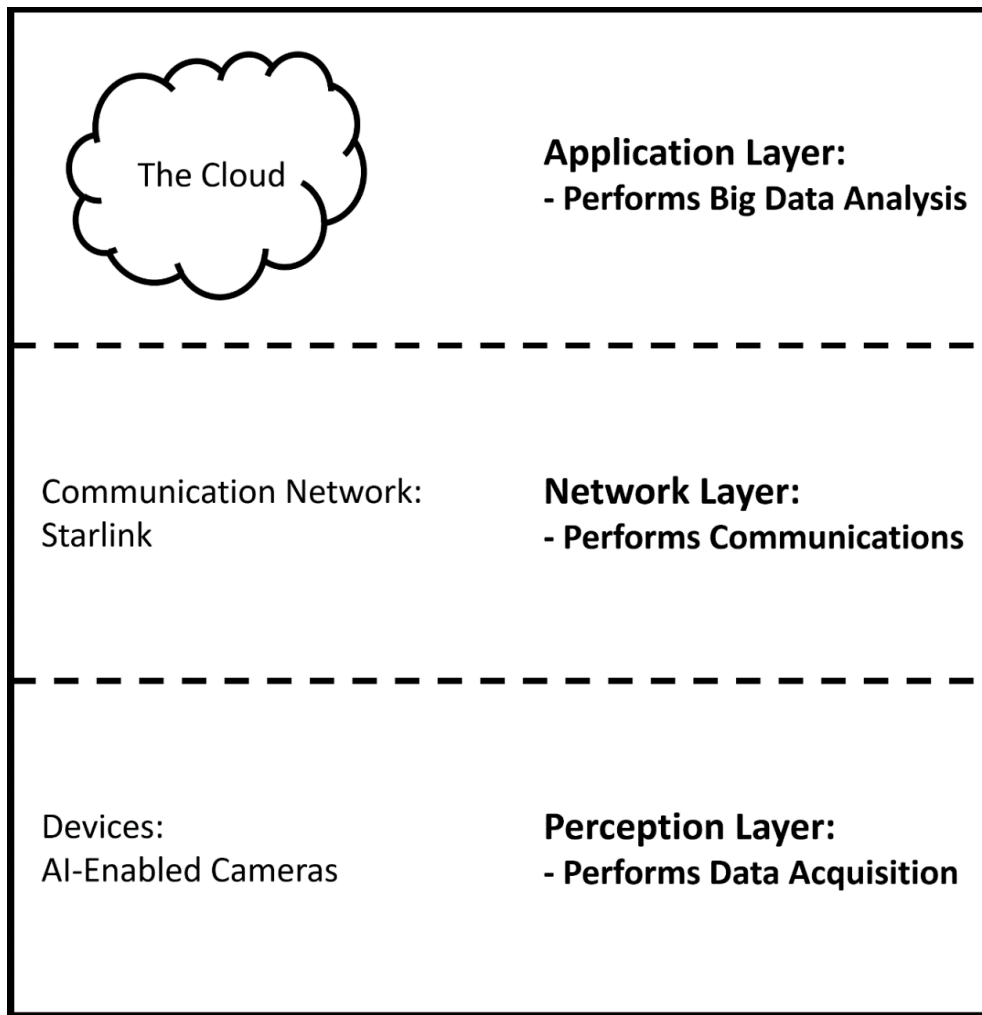 The Cloud
Application Layer:
- Performs Big Data Analysis
Communication Network:
Starlink
Network Layer:
- Performs Communications
Devices:
AI-Enabled Cameras
Perception Layer:
- Performs Data Acquisition